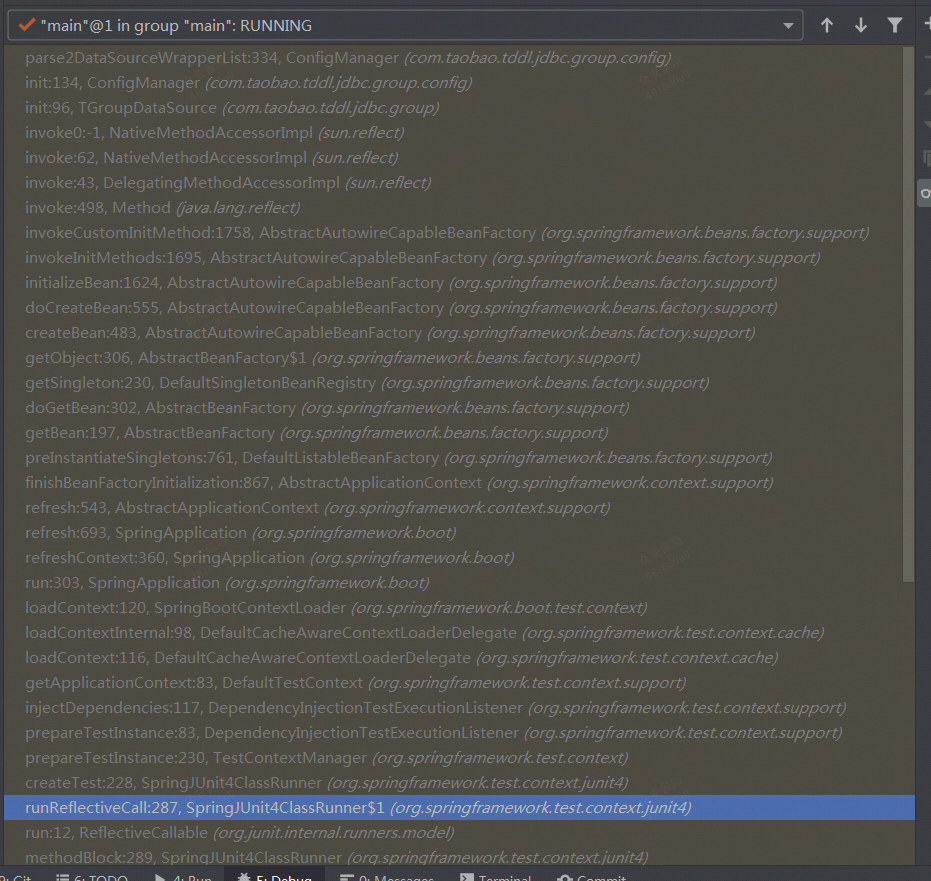 "main"@1 in group "main": RUNNING
parse2DataSourceWrapperList:334, ConfigManager (com.taobao.tddl.jdbc.group.config)
init:134, ConfigManager (com.taobao.tddl.jdbc.group.config)
init:96, TGroupDataSource (com.taobao.tddl.jdbc.group)
invoke0:-1, NativeMethodAccessorImpl (sun.reflect)
invoke:62, NativeMethodAccessorImpl (sun.reflect)
invoke:43, DelegatingMethodAccessorImpl (sun.reflect)
invoke:498, Method (java.lang.reflect)
invokeCustomInitMethod:1758, AbstractAutowireCapableBeanFactory (org.springframework.beans.factory.support)
invokeInitMethods:1695, AbstractAutowireCapableBeanFactory (org.springframework.beans.factory.support)
initializeBean:1624, AbstractAutowireCapableBeanFactory (org.springframework.beans.factory.support)
doCreateBean:555, AbstractAutowireCapableBeanFactory (org.springframework.beans.factory.support)
createBean:483, AbstractAutowireCapableBeanFactory (org.springframework.beans.factory.support)
getObject:306, AbstractBeanFactory$1 (org.springframework.beans.factory.support)
getSingleton:230, DefaultSingletonBeanRegistry (org.springframework.beans.factory.support)
doGetBean:302, AbstractBeanFactory (org.springframework.beans.factory.support)
getBean:197, AbstractBeanFactory (org.springframework.beans.factory.support)
preInstantiateSingletons:761, DefaultListableBeanFactory (org.springframework.beans.factory.support)
finishBeanFactoryInitialization:867, AbstractApplicationContext (org.springframework.context.support)
refresh:543, AbstractApplicationContext (org.springframework.context.support)
refresh:693, SpringApplication (org.springframework.boot)
refreshContext:360, SpringApplication (org.springframework.boot)
run:303, SpringApplication (org.springframework.boot)
loadContext:120, SpringBootContextLoader (org.springframework.boot.test.context)
loadContextInternal:98, DefaultCacheAwareContextLoaderDelegate (org.springframework.test.context.cache)
loadContext:116, DefaultCacheAwareContextLoaderDelegate (org.springframework.test.context.cache)
getApplicationContext:83, DefaultTestContext (org.springframework.test.context.support)
injectDependencies:117, DependencyInjectionTestExecutionListener (org.springframework.test.context.support)
prepareTestInstance:83, DependencyInjectionTestExecutionListener (org.springframework.test.context.support)
prepareTestInstance:230, TestContextManager (org.springframework.test.context)
createTest:228, SpringJUnit4ClassRunner (org.springframework.test.context.junit4)
runReflectiveCall:287, SpringJUnit4ClassRunner$1 (org.springframework.test.context.junit4)
run:12, ReflectiveCallable (org.junit.internal.runners.model)
methodBlock:289, SpringJUnit4ClassRunner (org.springframework.test.context.junit4)
9: Git 6: TODO 4: Run 5: Debug 0: Messages Terminal Commit